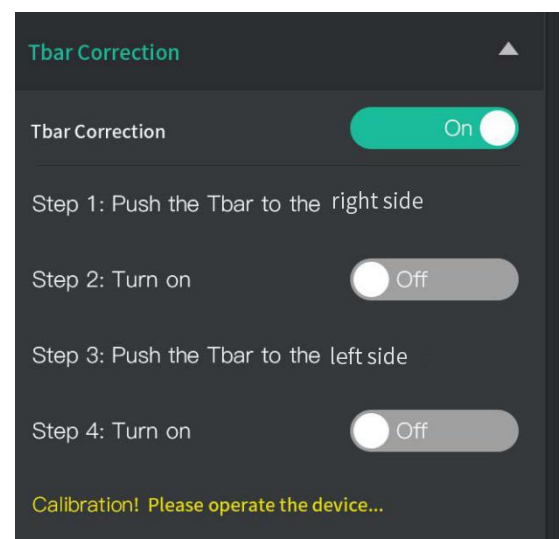 Tbar Correction
Tbar Correction On
Step 1: Push the Tbar to the right side
Step 2: Turn on Off
Step 3: Push the Tbar to the left side
Step 4: Turn on Off
Calibration! Please operate the device...